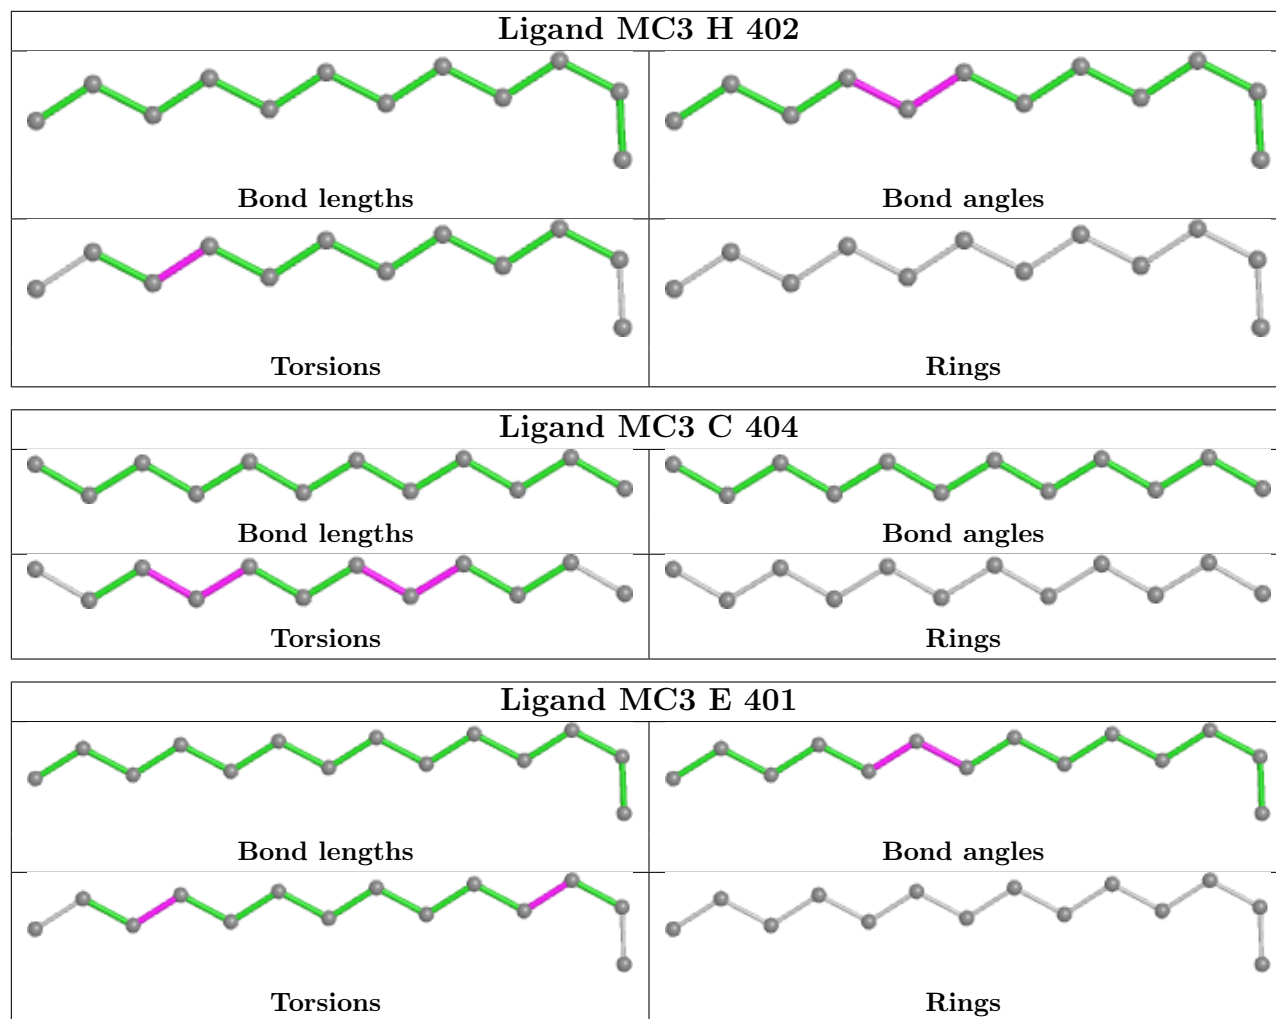 Ligand MC3 H 402
Bond lengths
Bond angles
Torsions
Rings
Ligand MC3 C 404
Bond lengths
Bond angles
Torsions
Rings
Ligand MC3 E 401
Bond lengths
Bond angles
Torsions
Rings